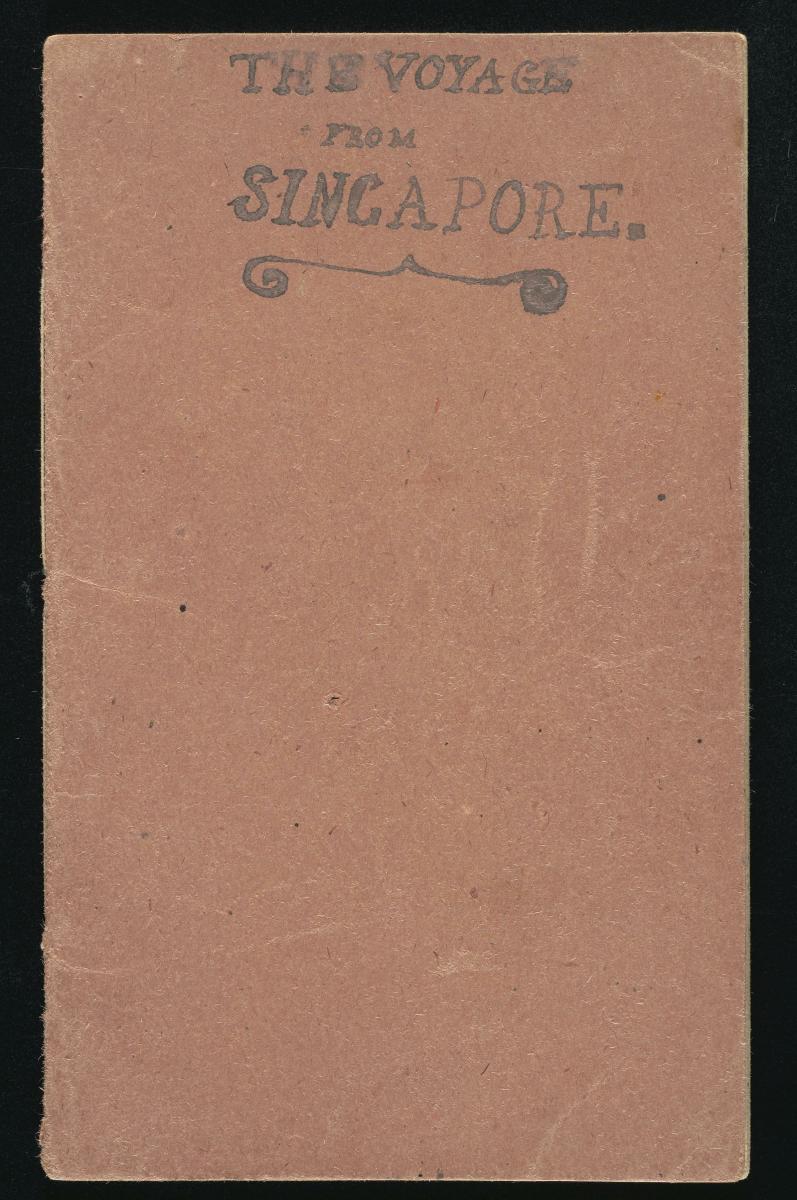 THE VOYAGE
FROM
SINGAPORE.